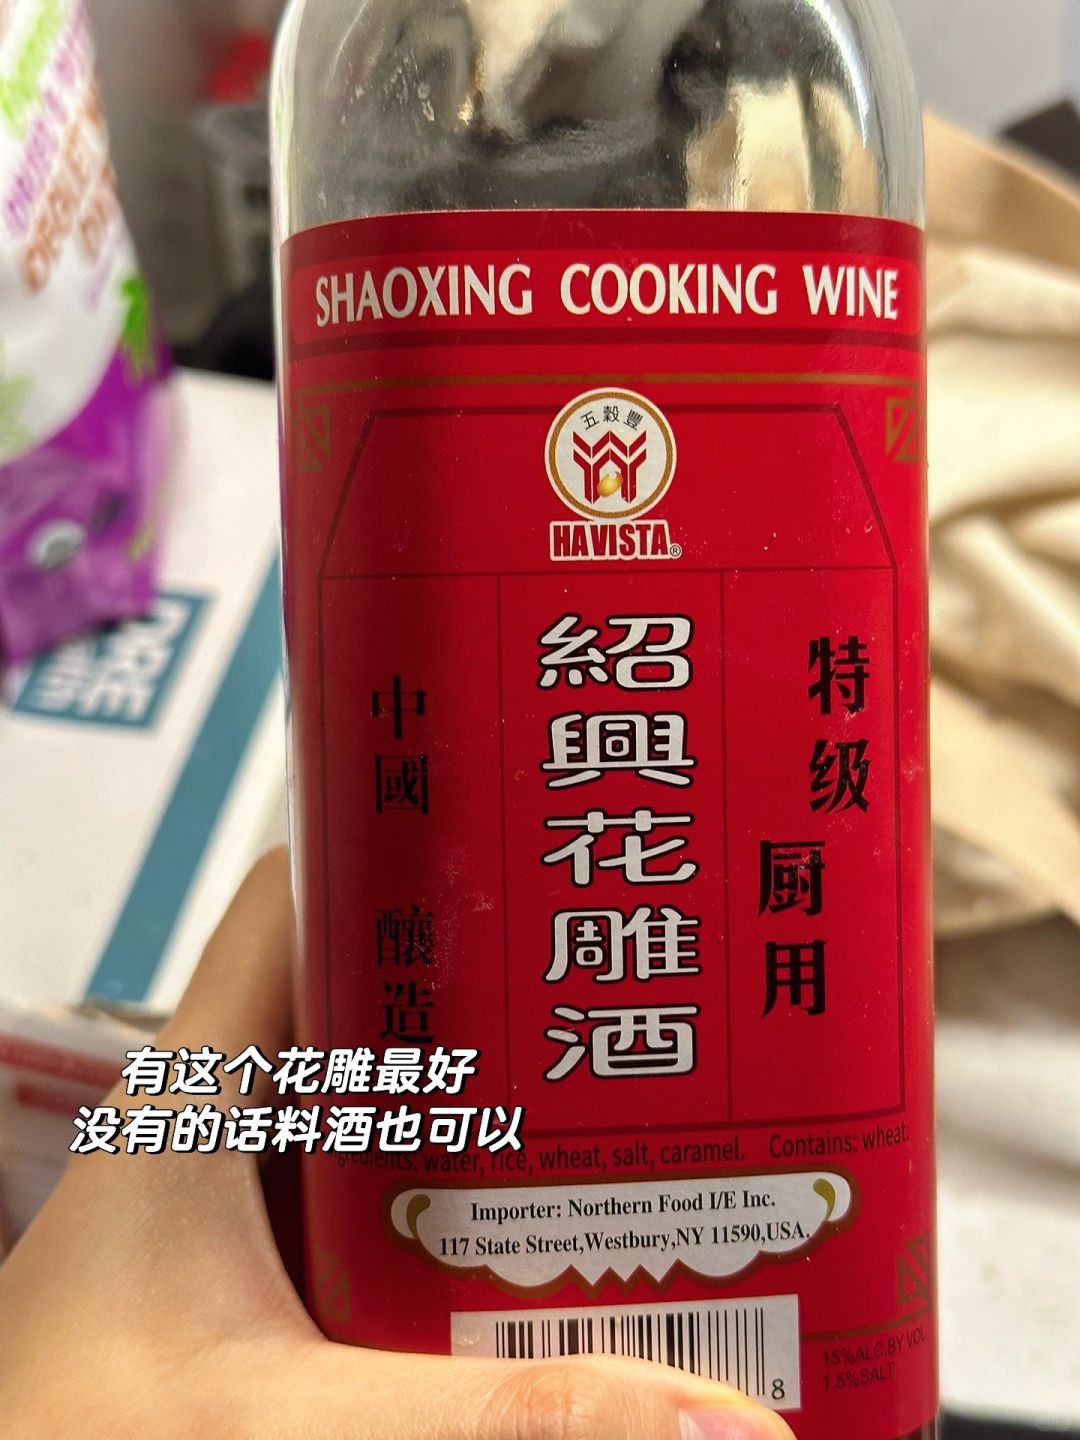 SHAOXING COOKING WINE
五穀豐
HAVISTA®
特级
厨用
紹興花雕酒
中國
釀造
有这个花雕最好
没有的话料酒也可以
Ingredients: water, rice, wheat, salt, caramel. Contains: wheat.
Importer: Northern Food I/E Inc.
117 State Street,Westbury,NY 11590,USA.
8
15%ALC.BY VOL
1.5%SALT